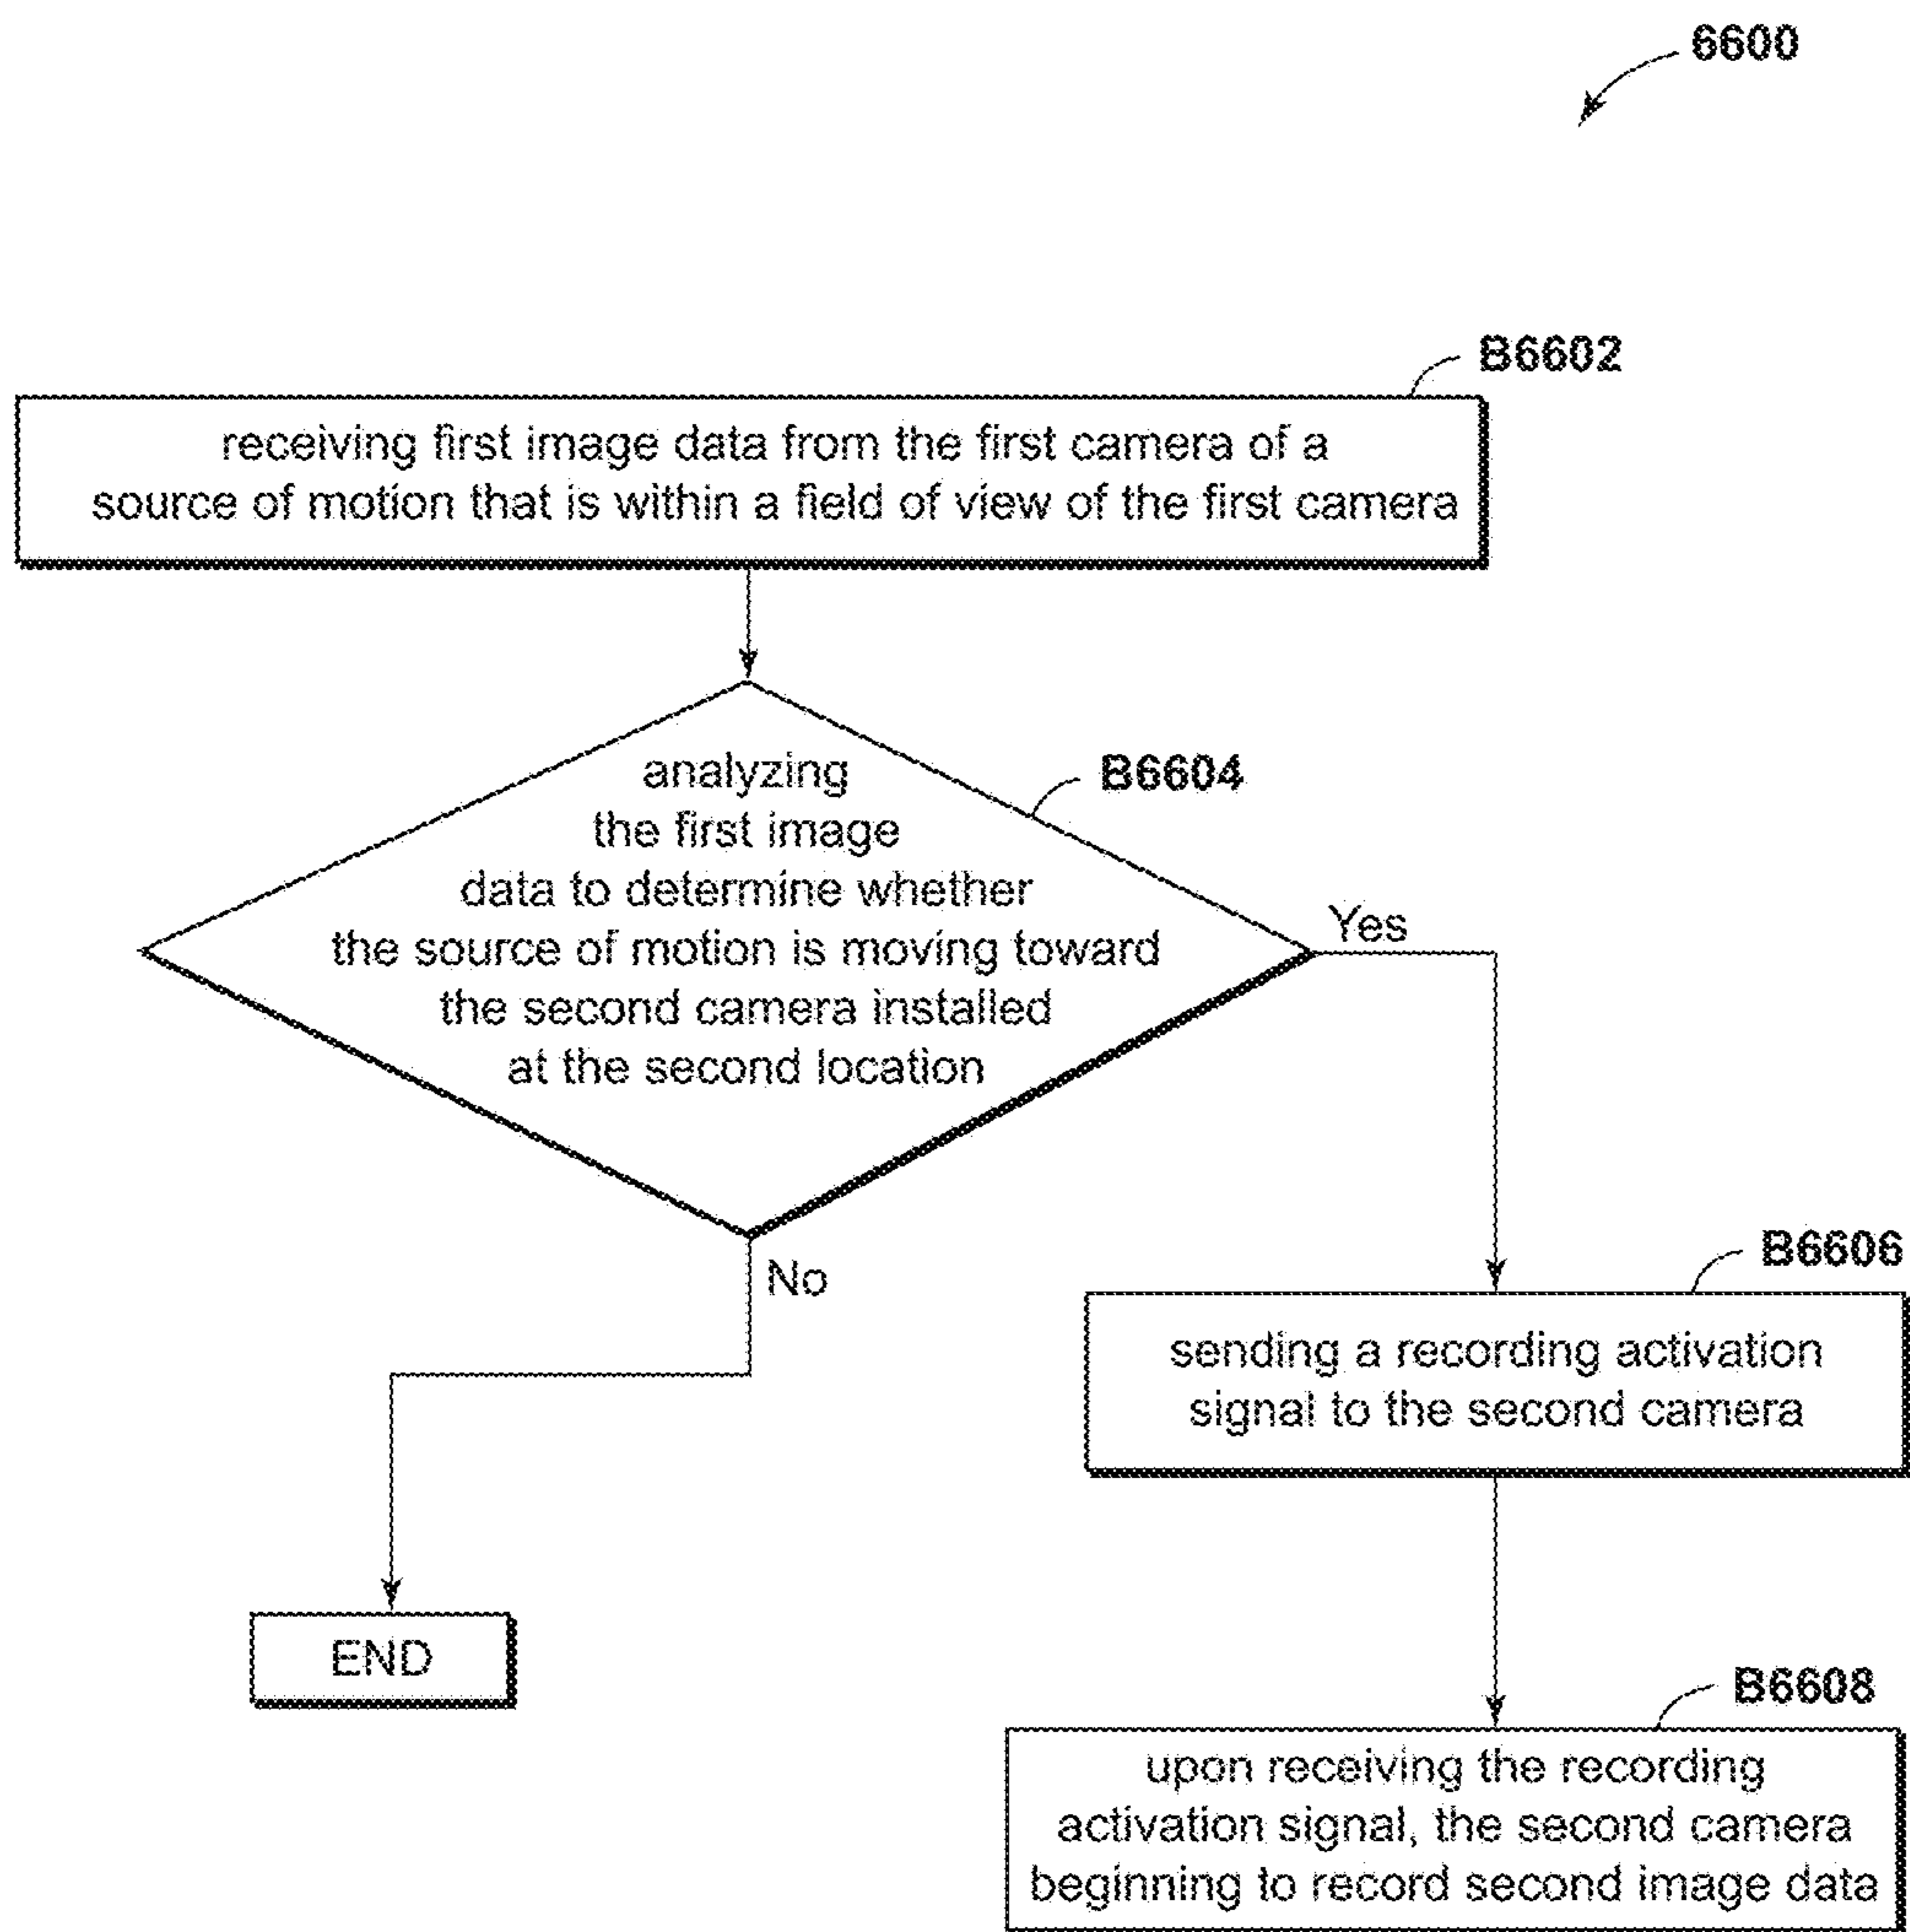 6600
B6602
receiving first image data from the first camera of a
source of motion that is within a field of view of the first camera
B6604
analyzing
the first image
data to determine whether
the source of motion is moving toward
the second camera installed
at the second location
Yes
No
B6606
sending a recording activation
signal to the second camera
END
B6608
upon receiving the recording
activation signal, the second camera
beginning to record second image data